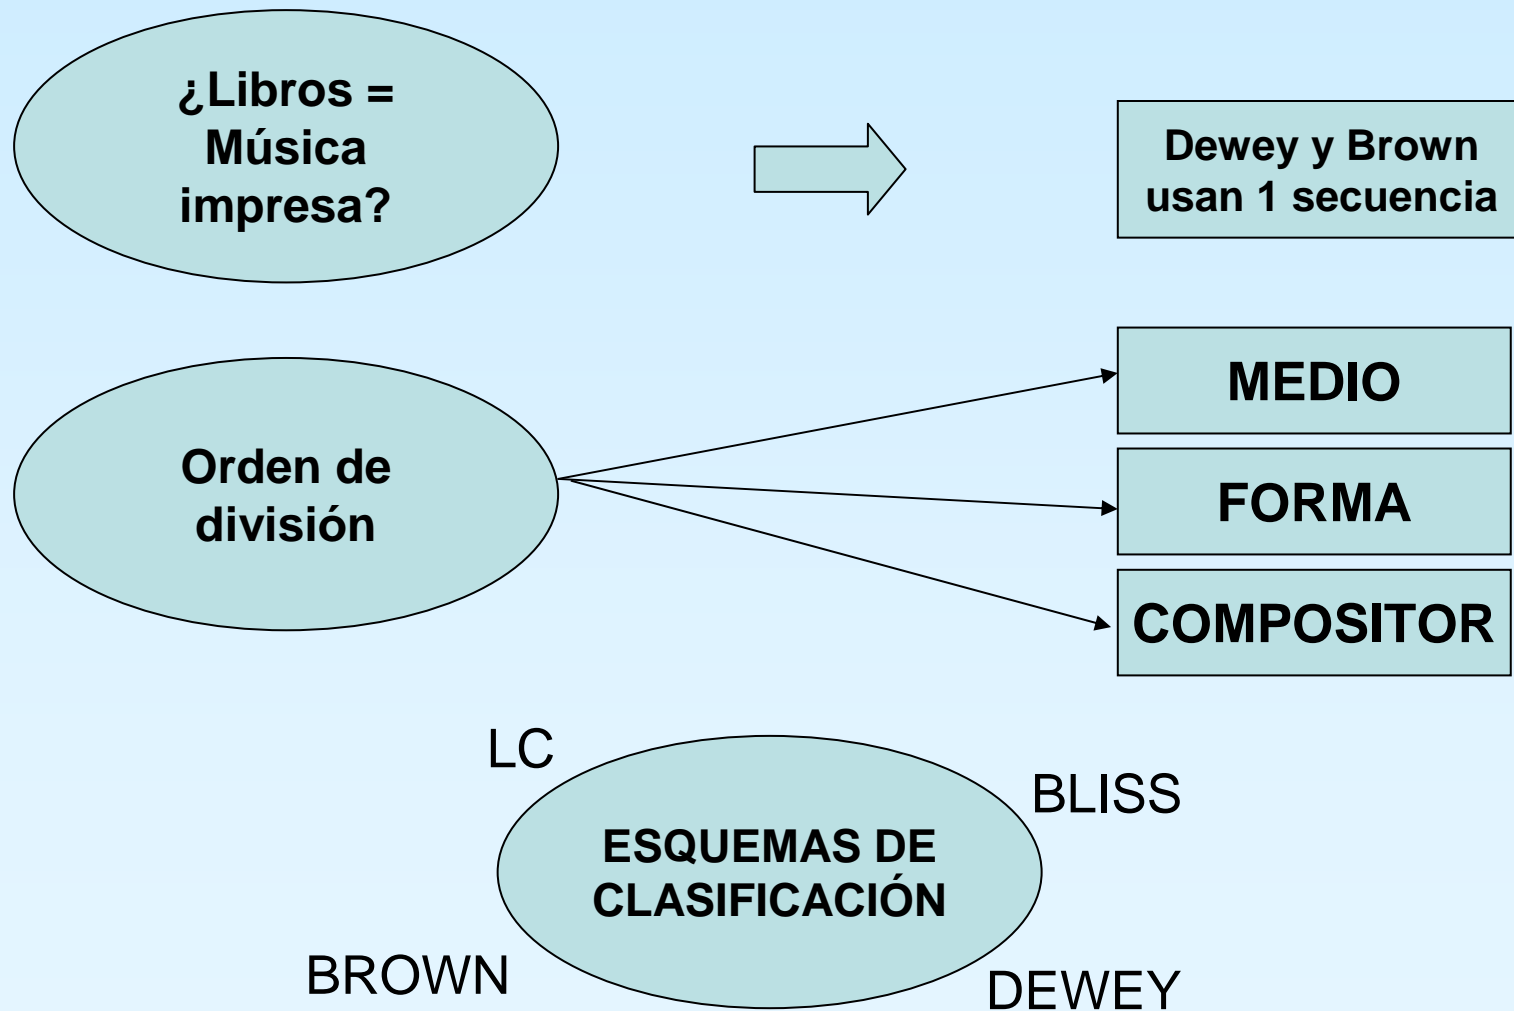 ¿Libros =
Música
impresa?
Dewey y Brown
usan 1 secuencia
Orden de
división
MEDIO
FORMA
COMPOSITOR
LC
BLISS
ESQUEMAS DE
CLASIFICACIÓN
BROWN
DEWEY